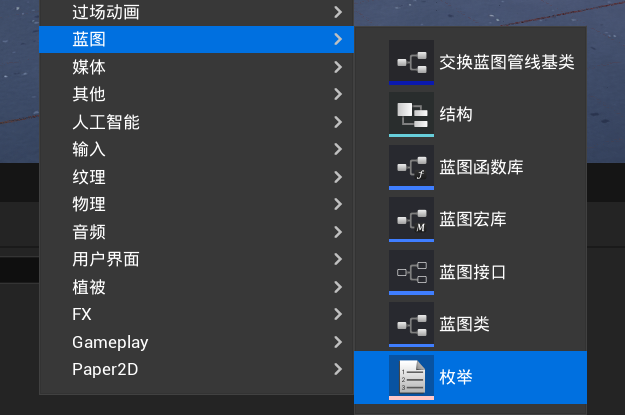 过场动画
蓝图
媒体
其他
人工智能
输入
纹理
物理
音频
用户界面
植被
FX
Gameplay
Paper2D
交换蓝图管线基类
结构
蓝图函数库
蓝图宏库
蓝图接口
蓝图类
枚举